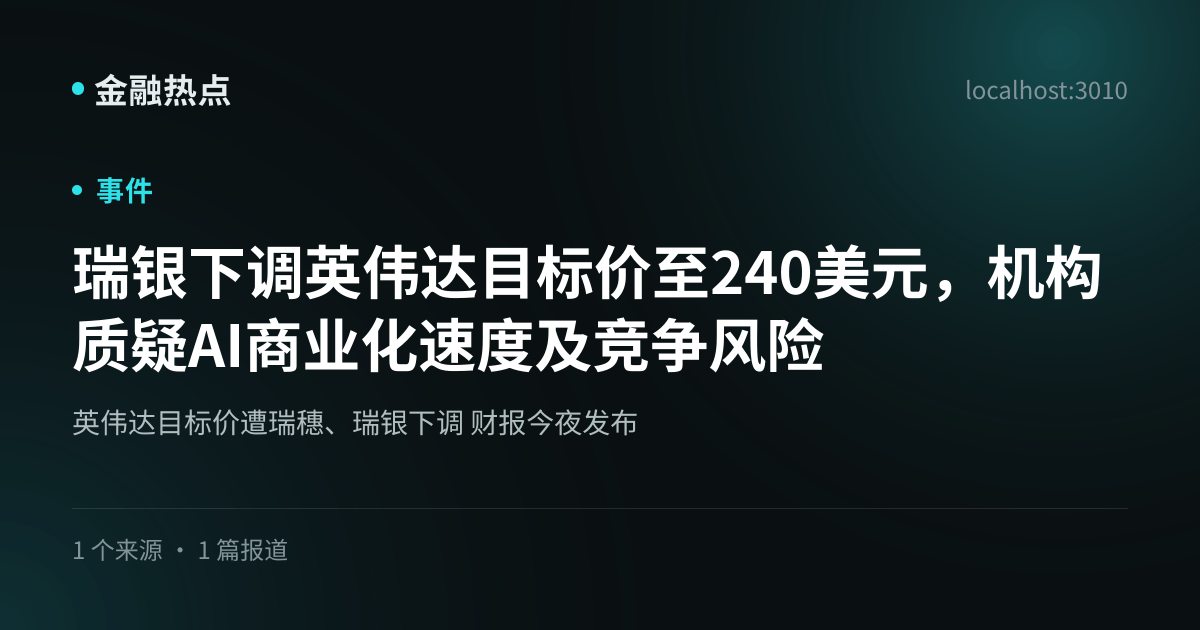 金融热点
localhost:3010
事件
瑞银下调英伟达目标价至240美元，机构
质疑AI商业化速度及竞争风险
英伟达目标价遭瑞穗、瑞银下调 财报今夜发布
1 个来源 · 1 篇报道